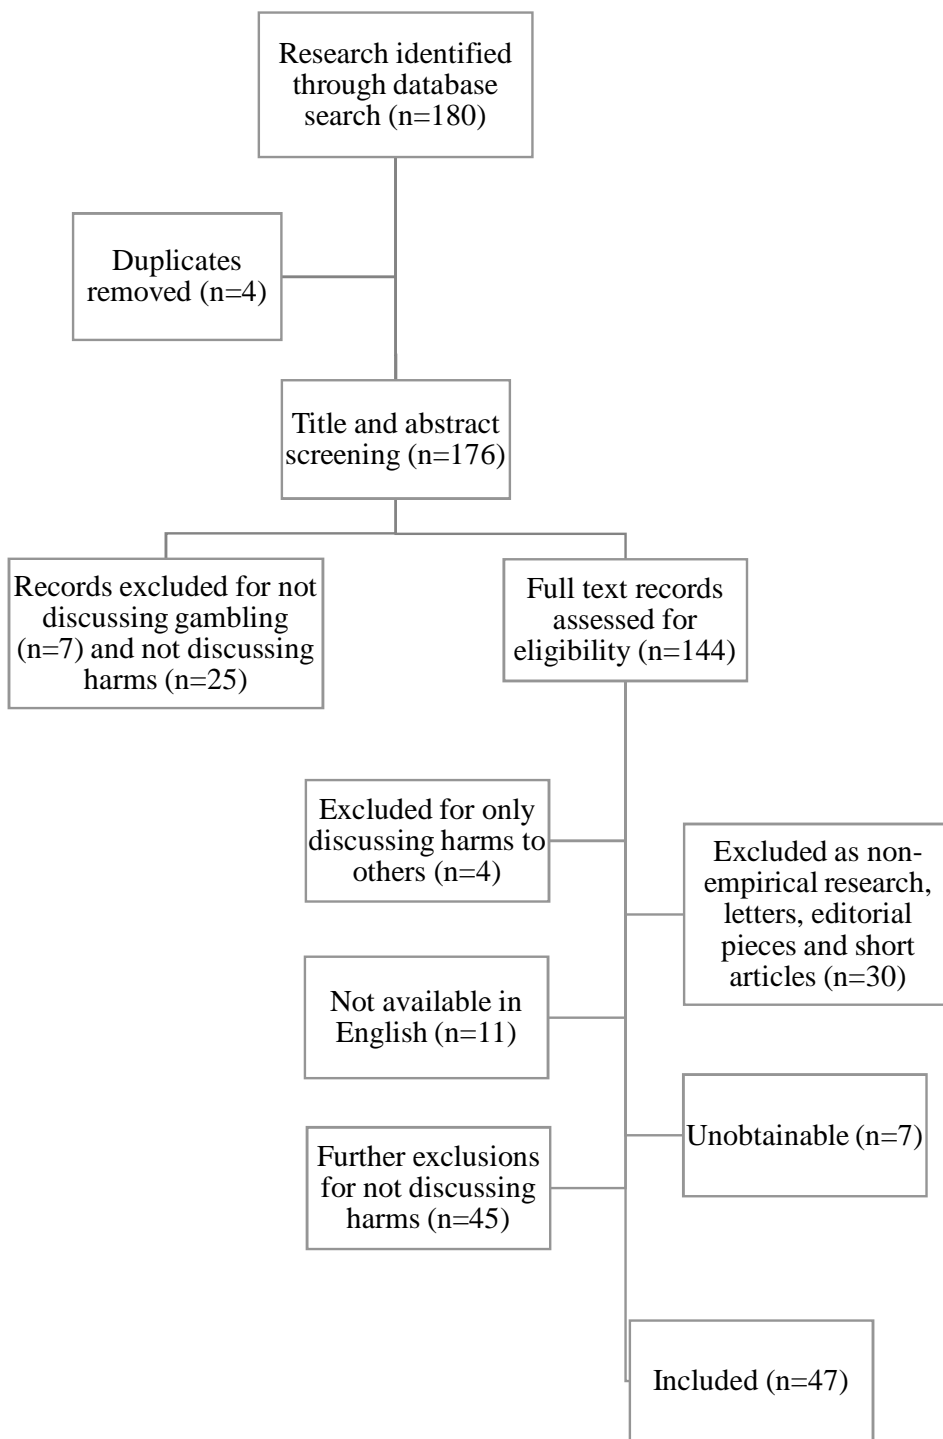 Research identified
through database
search (n=180)
Duplicates
removed (n=4)
Title and abstract
screening (n=176)
Records excluded for not
discussing gambling
(n=7) and not discussing
harms (n=25)
Full text records
assessed for
eligibility (n=144)
Excluded for only
discussing harms to
others (n=4)
Excluded as non-
empirical research,
letters, editorial
pieces and short
articles (n=30)
Not available in
English (n=11)
Unobtainable (n=7)
Further exclusions
for not discussing
harms (n=45)
Included (n=47)